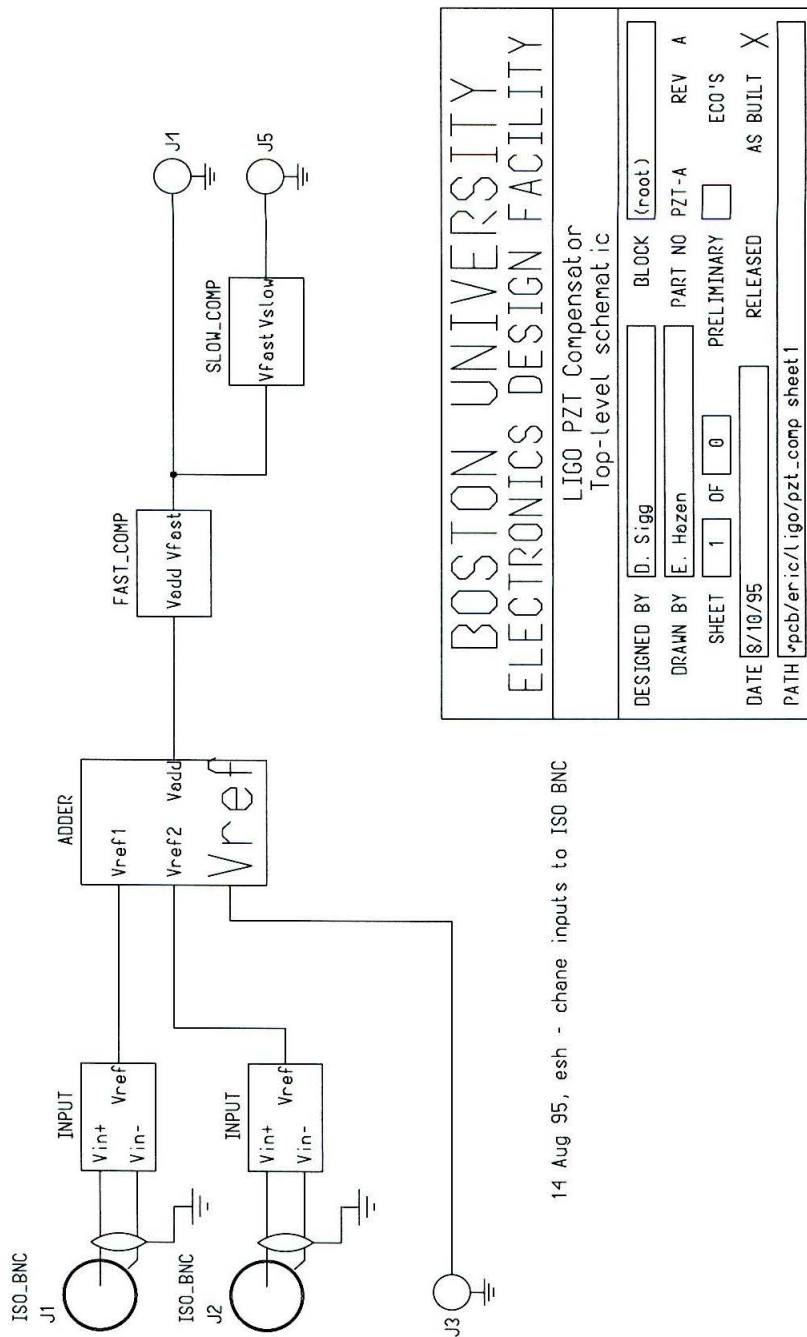 ISO_BNC
J1
INPUT
Vin+
Vin-
Vref
ISO_BNC
J2
INPUT
Vin+
Vin-
Vref
J3
ADDER
Vref1
Vref2
Vadd
Vref
FAST_COMP
Vadd Vfast
SLOW_COMP
Vfast Vslow
J4
J5
14 Aug 95, esh - chane inputs to ISO BNC
BOSTON UNIVERSITY
ELECTRONICS DESIGN FACILITY
LIGO PZT Compensator
Top-level schematic
DESIGNED BY D. Sigg BLOCK (root)
DRAWN BY E. Hazen PART NO PZT-A REV A
SHEET 1 OF 0 PRELIMINARY ECO'S
DATE 8/10/95 RELEASED AS BUILT X
PATH pcb/eric/ligo/pzt_comp sheet1